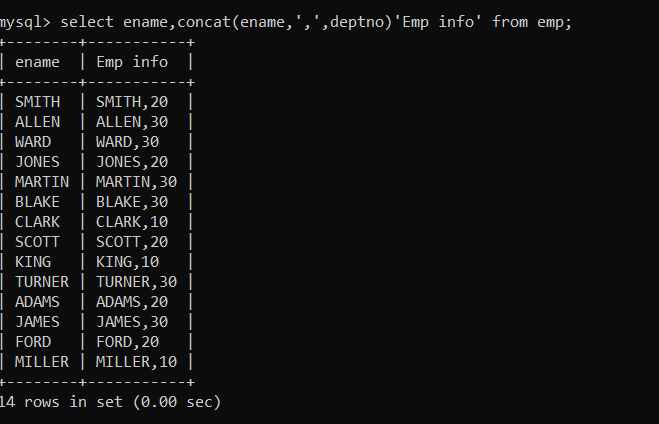 mysql> select ename,concat(ename,',',deptno)'Emp info' from emp;
+--------+-----------+
| ename  | Emp info  |
+--------+-----------+
| SMITH  | SMITH,20  |
| ALLEN  | ALLEN,30  |
| WARD   | WARD,30   |
| JONES  | JONES,20  |
| MARTIN | MARTIN,30 |
| BLAKE  | BLAKE,30  |
| CLARK  | CLARK,10  |
| SCOTT  | SCOTT,20  |
| KING   | KING,10   |
| TURNER | TURNER,30 |
| ADAMS  | ADAMS,20  |
| JAMES  | JAMES,30  |
| FORD   | FORD,20   |
| MILLER | MILLER,10 |
+--------+-----------+
14 rows in set (0.00 sec)